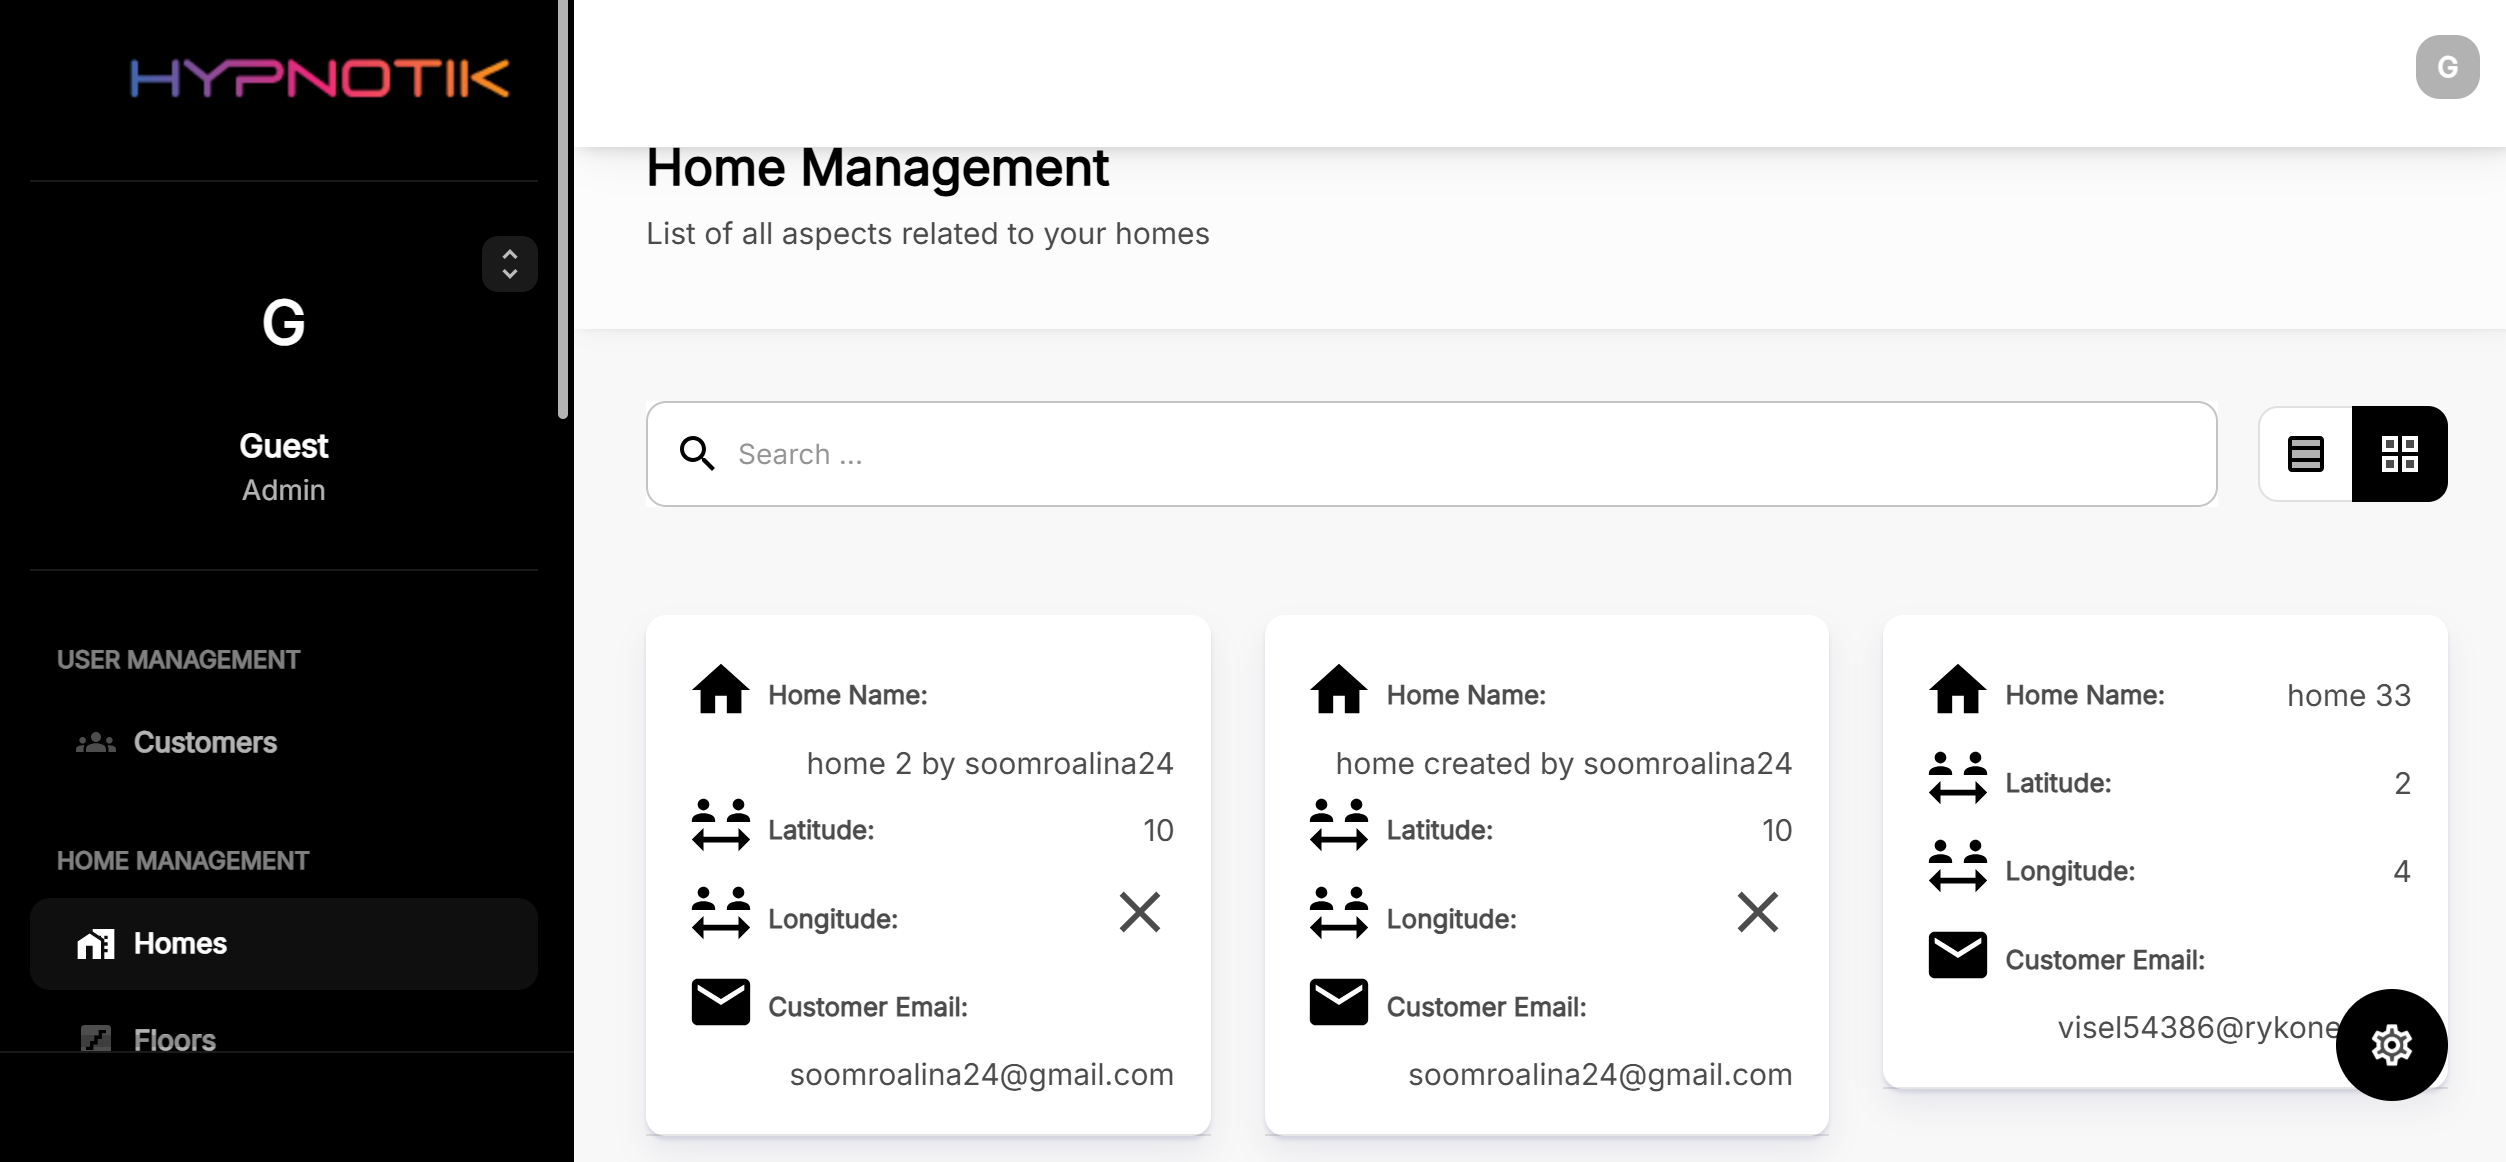 HYPNOTIK
G
Guest
Admin
USER MANAGEMENT
Customers
HOME MANAGEMENT
Homes
Floors
G
Home Management
List of all aspects related to your homes
Search ...
Home Name:
home 2 by soomroalina24
Latitude: 10
Longitude:
Customer Email:
soomroalina24@gmail.com
Home Name:
home created by soomroalina24
Latitude: 10
Longitude:
Customer Email:
soomroalina24@gmail.com
Home Name: home 33
Latitude: 2
Longitude: 4
Customer Email:
visel54386@rykone